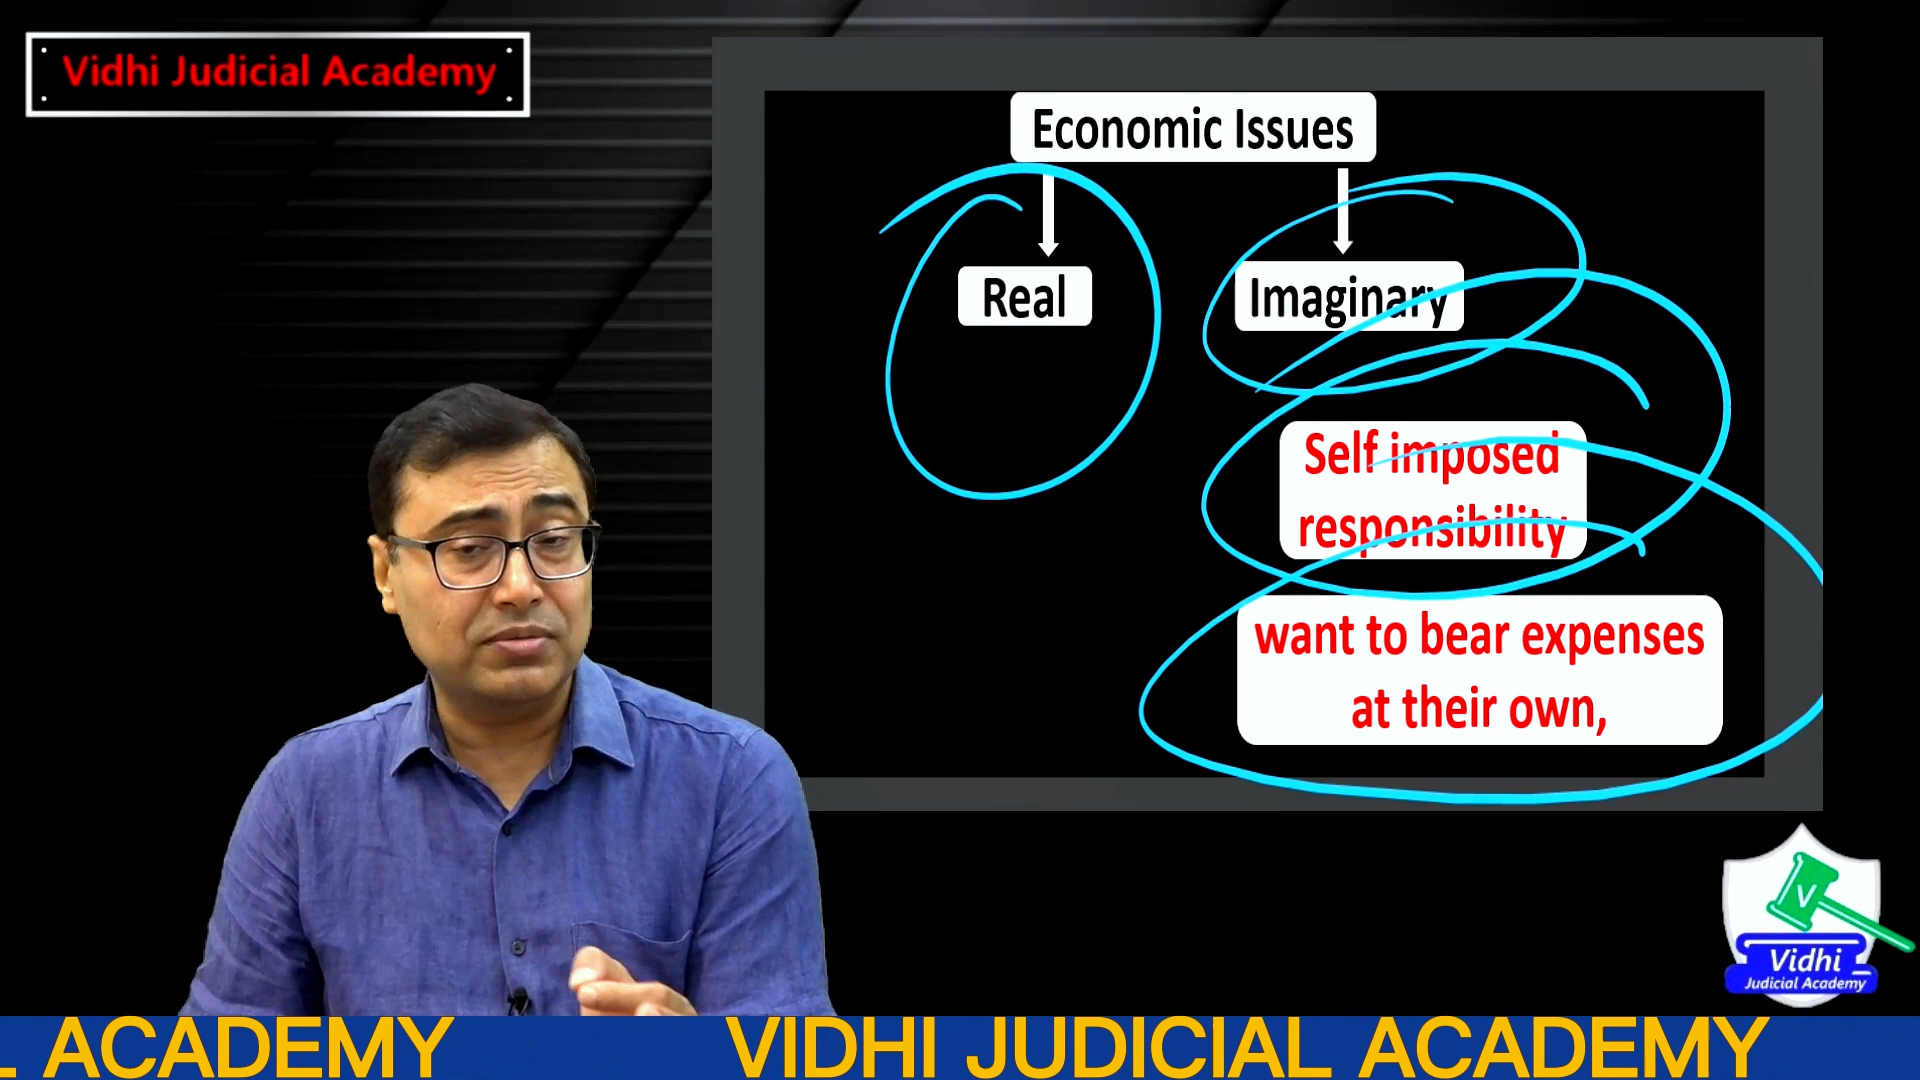 Vidhi Judicial Academy
Economic Issues
Real
Imaginary
Self imposed
responsibility
want to bear expenses
at their own,
V
Vidhi
Judicial Academy
L ACADEMY VIDHI JUDICIAL ACADEMY